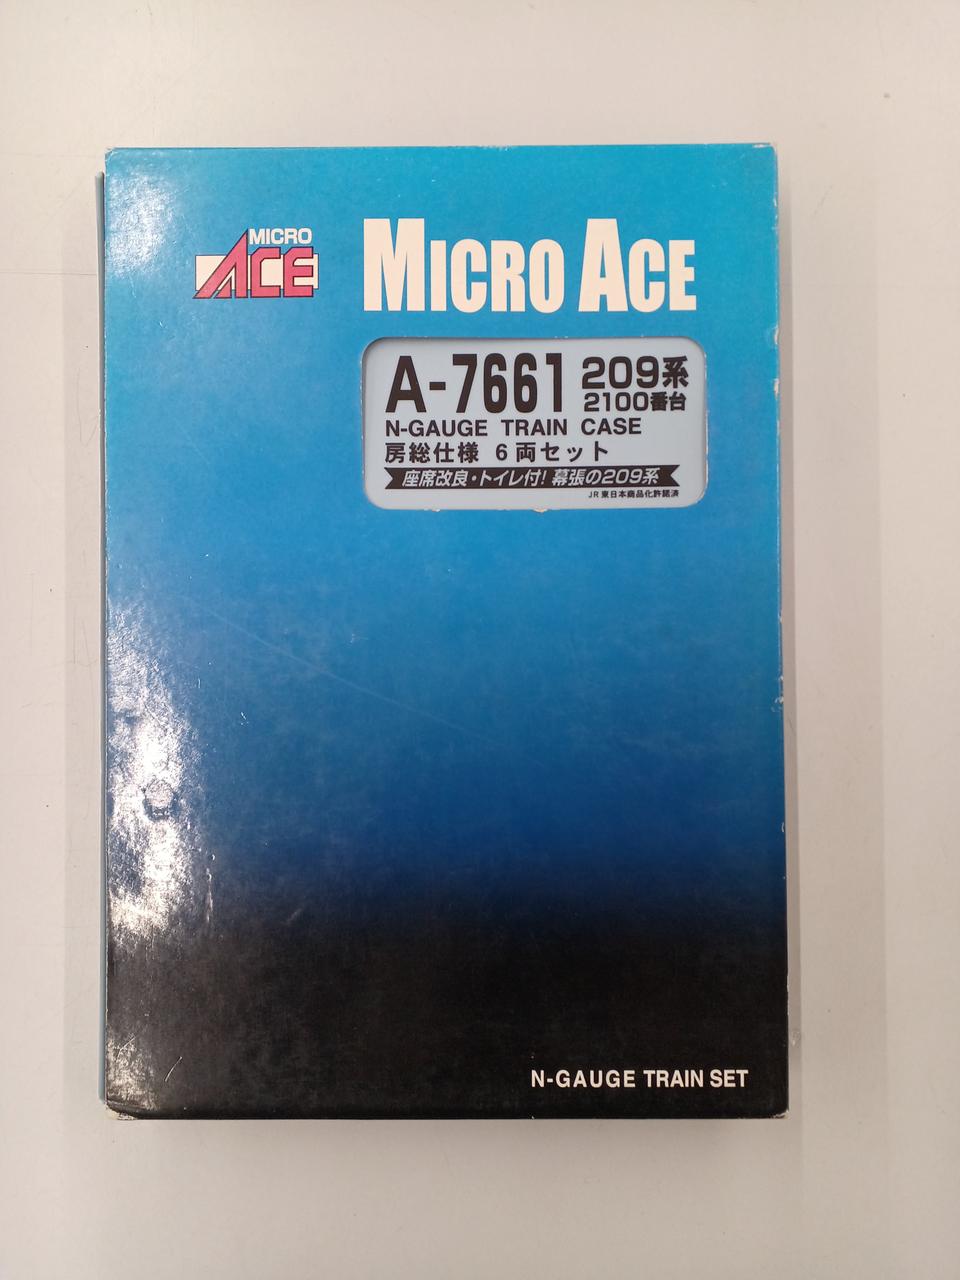 MICRO
ACE
MICRO ACE
A-7661 209系
2100番台
N-GAUGE TRAIN CASE
房総仕様 6両セット
座席改良・トイレ付! 幕張の209系
JR東日本商品化許諾済
N-GAUGE TRAIN SET